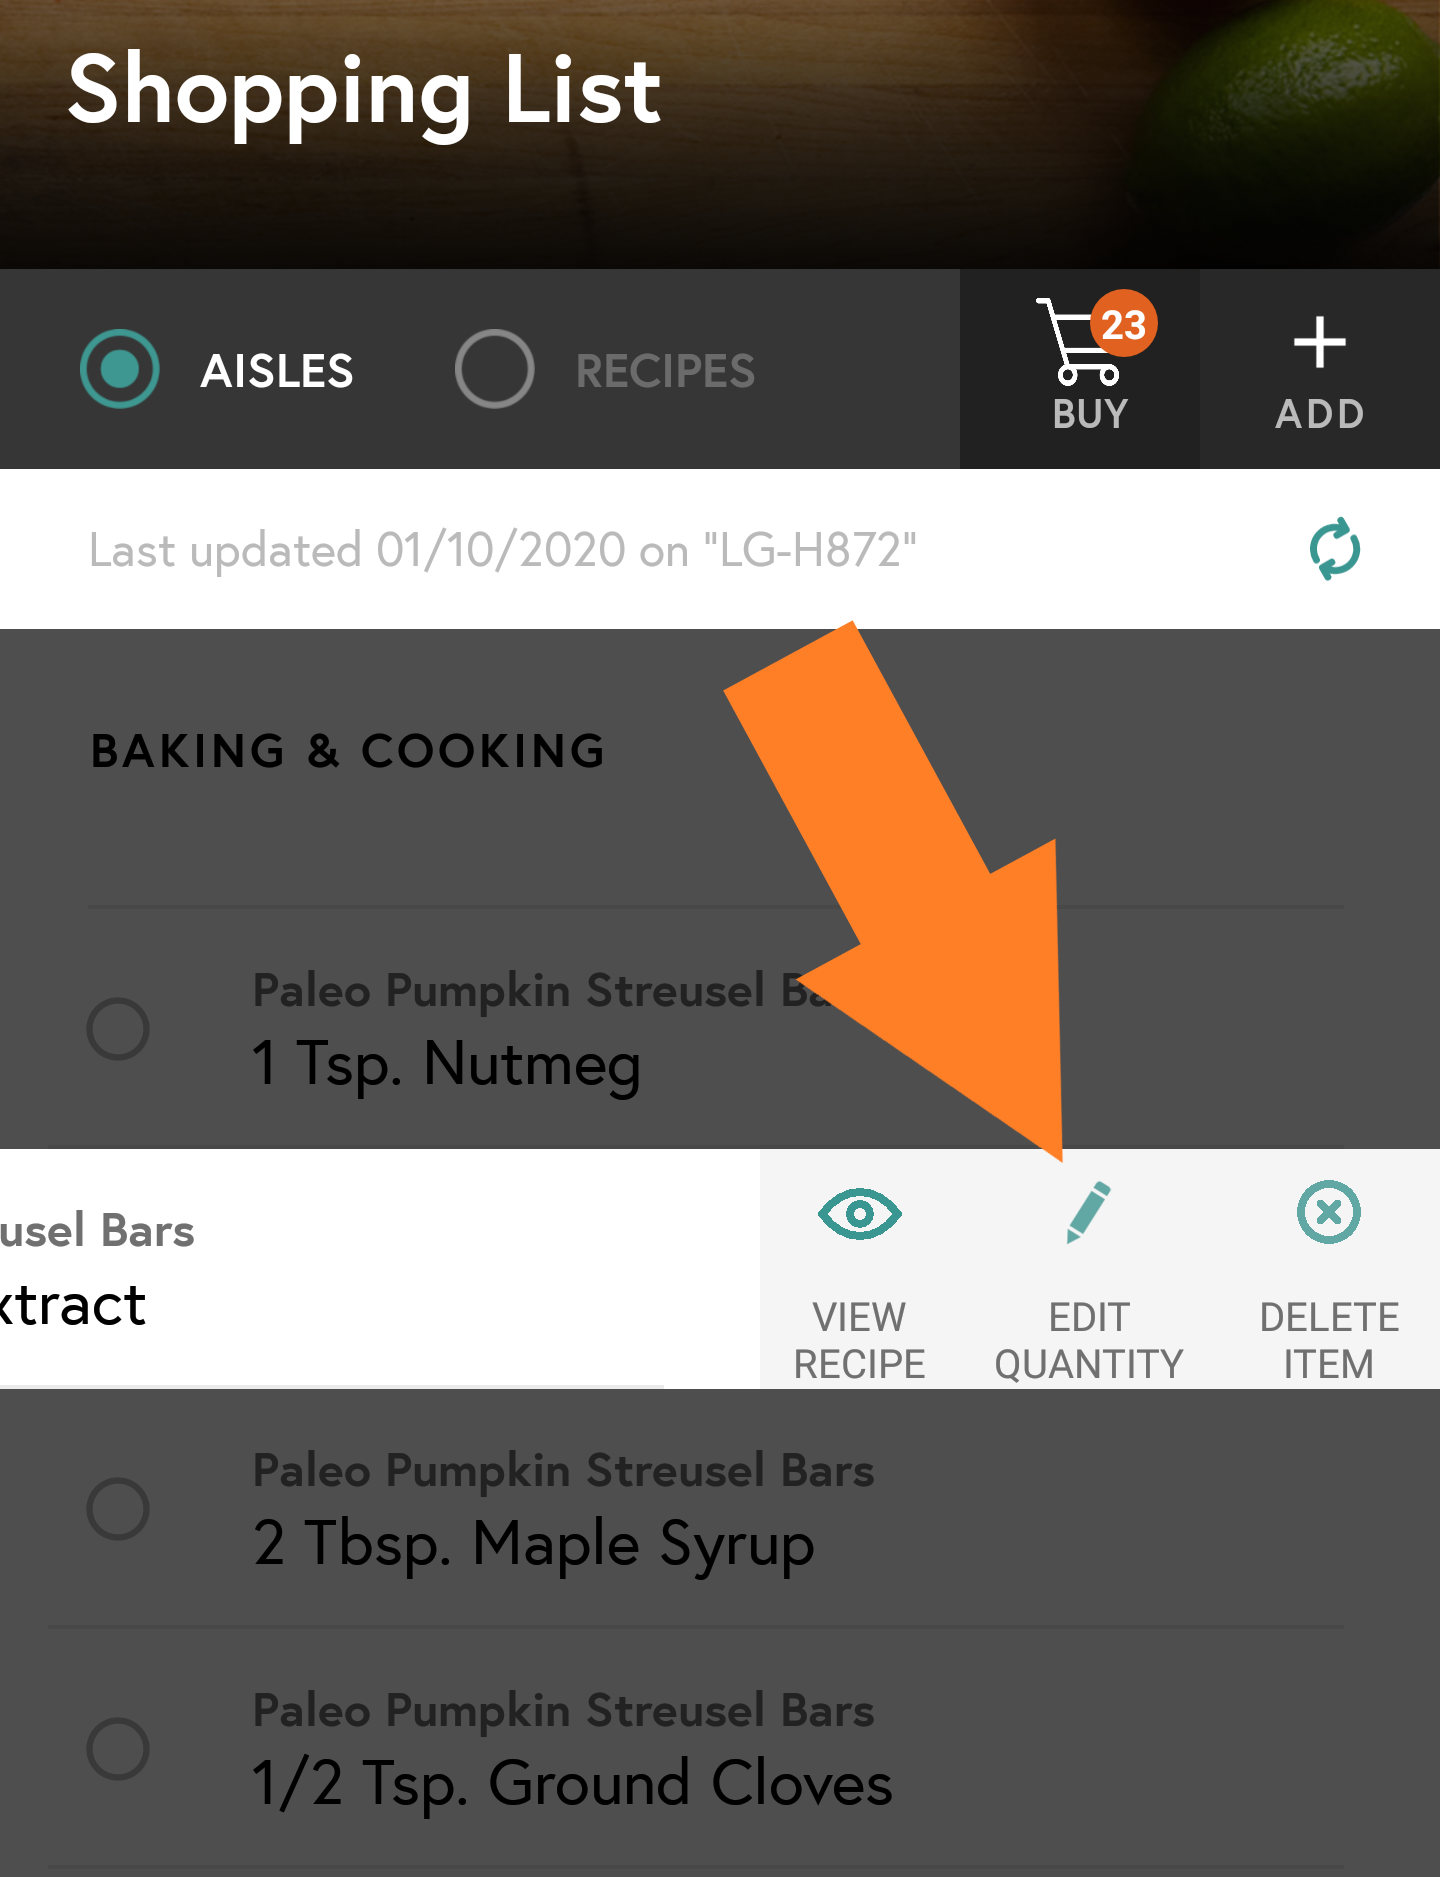 Shopping List
AISLES
RECIPES
23
BUY
ADD
Last updated 01/10/2020 on "LG-H872"
BAKING & COOKING
Paleo Pumpkin Streusel
1 Tsp. Nutmeg
usel Bars
xtract
VIEW
RECIPE
EDIT
QUANTITY
DELETE
ITEM
Paleo Pumpkin Streusel Bars
2 Tbsp. Maple Syrup
Paleo Pumpkin Streusel Bars
1/2 Tsp. Ground Cloves